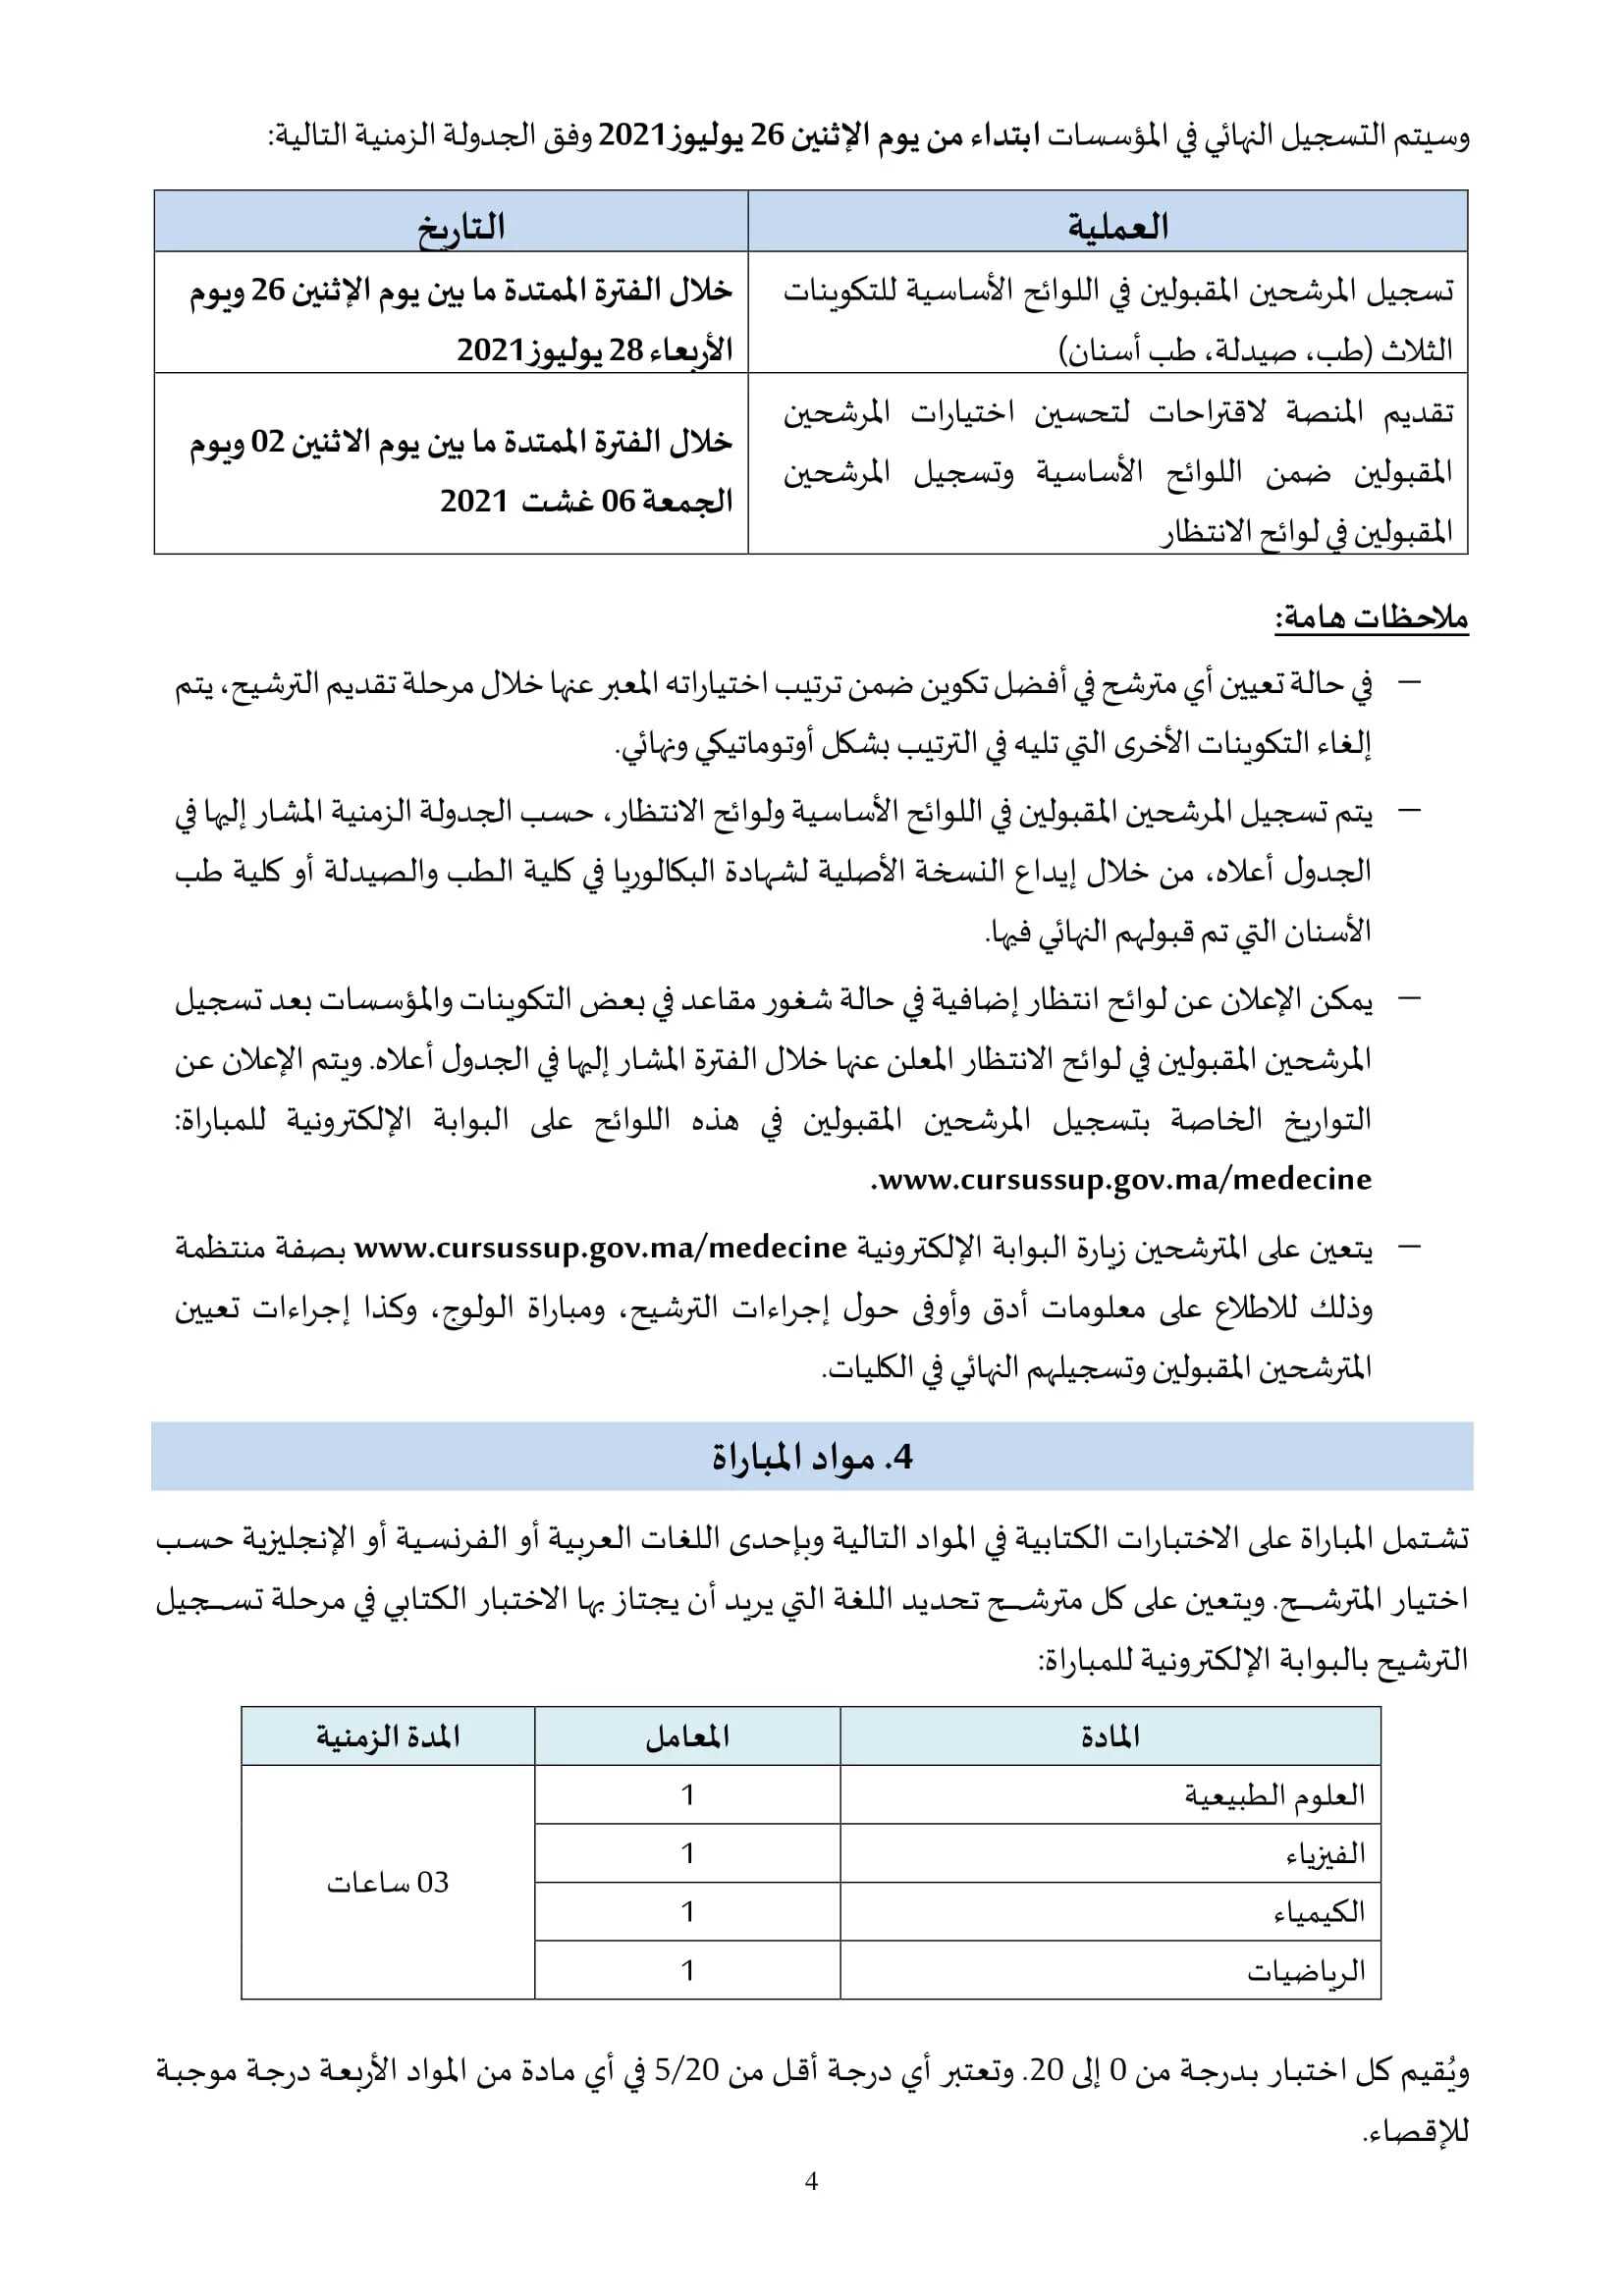 وسيتم التسجيل النهائي في المؤسسات ابتداء من يوم الإثنين 26 يوليوز2021 وفق الجدولة الزمنية التالية:
العملية
التاريخ
تسجيل المرشحين المقبولين في اللوائح الأساسية للتكوينات
الثلاث (طب، صيدلة، طب أسنان)
خلال الفترة الممتدة ما بين يوم الإثنين 26 ويوم
الأربعاء 28 يوليوز2021
تقديم المنصة لاقتراحات لتحسين اختيارات المرشحين
المقبولين ضمن اللوائح الأساسية وتسجيل المرشحين
المقبولين في لوائح الانتظار
خلال الفترة الممتدة ما بين يوم الاثنين 02 ويوم
الجمعة 06 غشت 2021
ملاحظات هامة:
– في حالة تعيين أي مترشح في أفضل تكوين ضمن ترتيب اختياراته المعبر عنها خلال مرحلة تقديم الترشيح، يتم
إلغاء التكوينات الأخرى التي تليه في الترتيب بشكل أوتوماتيكي ونهائي.
– يتم تسجيل المرشحين المقبولين في اللوائح الأساسية ولوائح الانتظار، حسب الجدولة الزمنية المشار إليها في
الجدول أعلاه، من خلال إيداع النسخة الأصلية لشهادة البكالوريا في كلية الطب والصيدلة أو كلية طب
الأسنان التي تم قبولهم النهائي فيها.
– يمكن الإعلان عن لوائح انتظار إضافية في حالة شغور مقاعد في بعض التكوينات والمؤسسات بعد تسجيل
المرشحين المقبولين في لوائح الانتظار المعلن عنها خلال الفترة المشار إليها في الجدول أعلاه. ويتم الإعلان عن
التواريخ الخاصة بتسجيل المرشحين المقبولين في هذه اللوائح على البوابة الإلكترونية للمباراة:
www.cursussup.gov.ma/medecine.
– يتعين على المترشحين زيارة البوابة الإلكترونية www.cursussup.gov.ma/medecine بصفة منتظمة
وذلك للاطلاع على معلومات أدق وأوفى حول إجراءات الترشيح، ومباراة الولوج، وكذا إجراءات تعيين
المترشحين المقبولين وتسجيلهم النهائي في الكليات.
4. مواد المباراة
تشتمل المباراة على الاختبارات الكتابية في المواد التالية وبإحدى اللغات العربية أو الفرنسية أو الإنجليزية حسب
اختيار المترشح. ويتعين على كل مترشح تحديد اللغة التي يريد أن يجتاز بها الاختبار الكتابي في مرحلة تسجيل
الترشيح بالبوابة الإلكترونية للمباراة:
المادة
المعامل
المدة الزمنية
العلوم الطبيعية
1
الفيزياء
1
03 ساعات
الكيمياء
1
الرياضيات
1
ويُقيم كل اختبار بدرجة من 0 إلى 20. وتعتبر أي درجة أقل من 5/20 في أي مادة من المواد الأربعة درجة موجبة
للإقصاء.
4